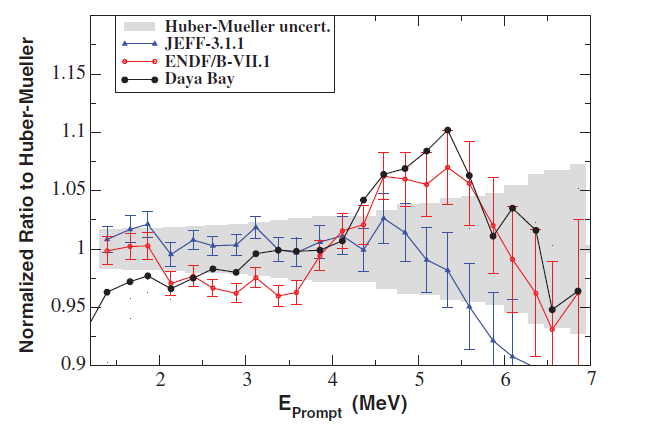 Huber-Mueller uncert.
JEFF-3.1.1
ENDF/B-VII.1
Daya Bay
Normalized Ratio to Huber-Mueller
1.15
1.1
1.05
1
0.95
0.9
2 3 4 5 6 7
E_Prompt (MeV)